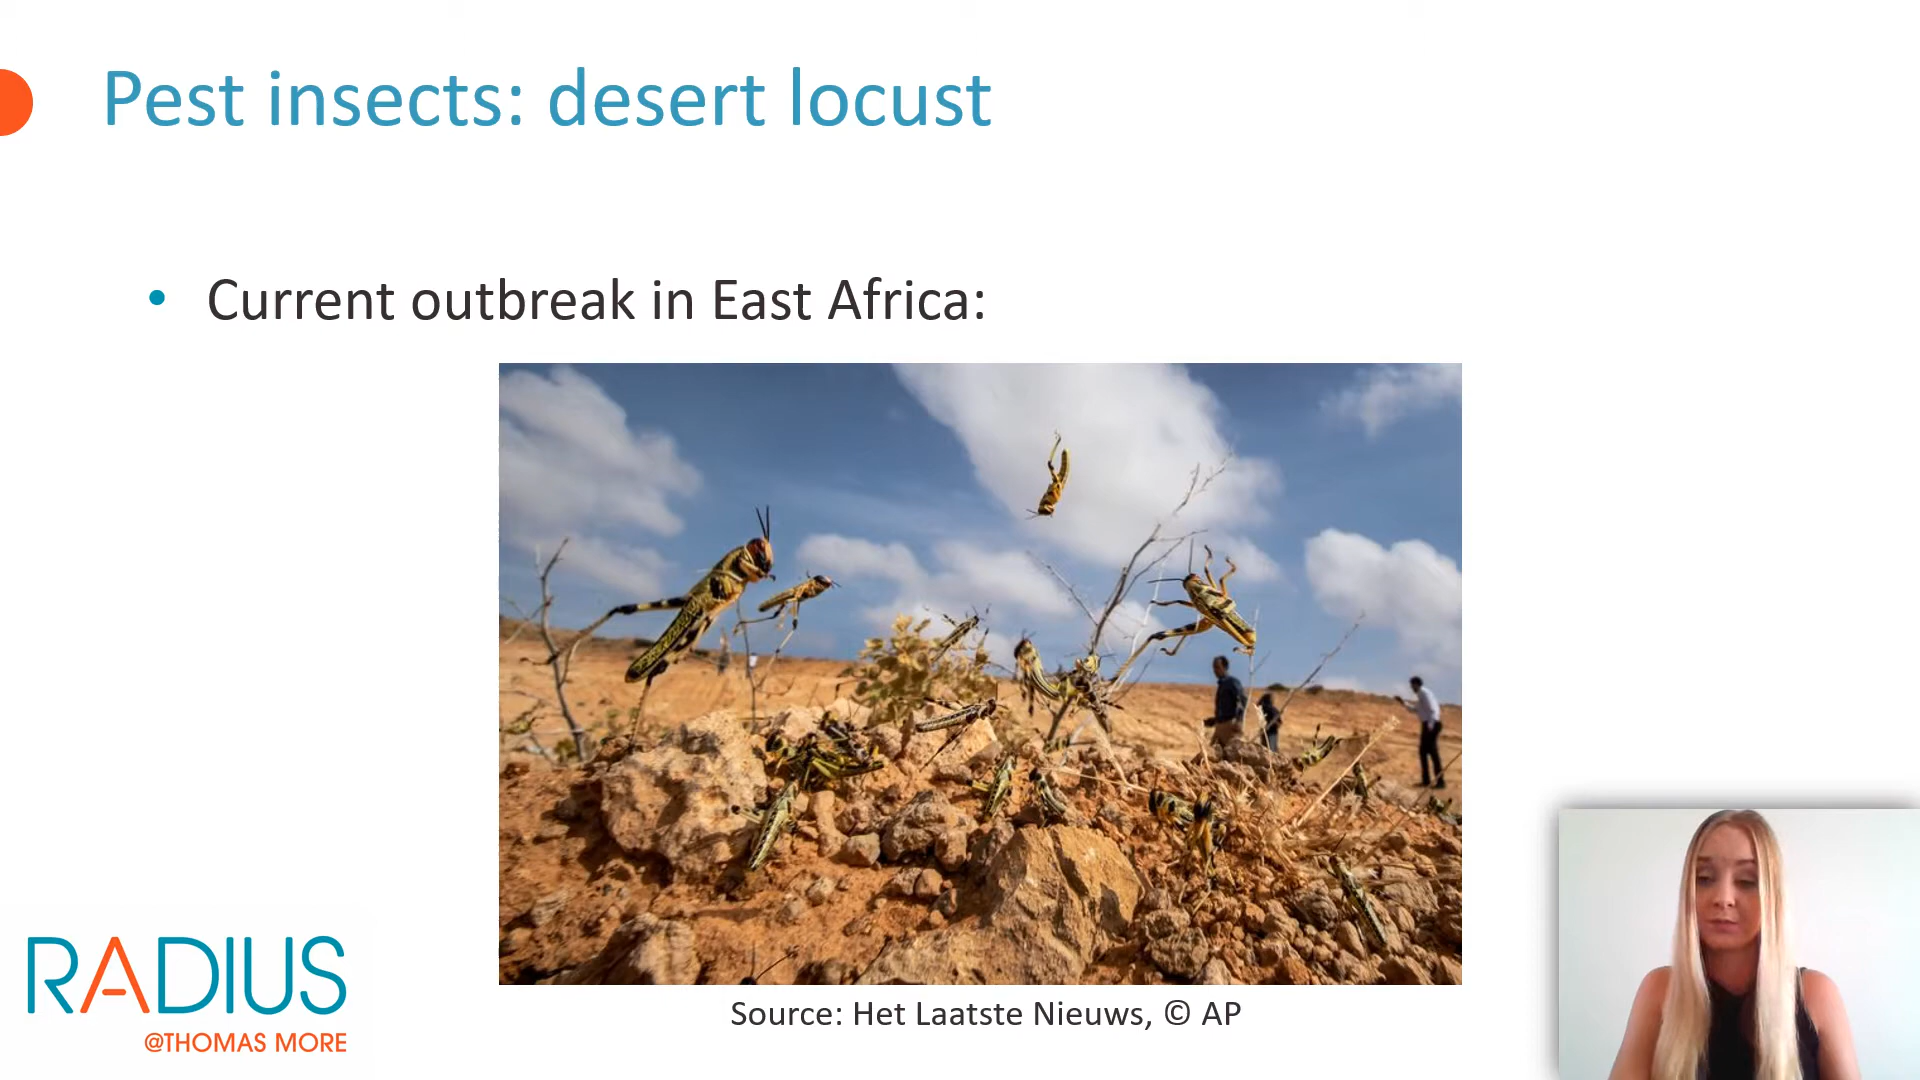 Pest insects: desert locust
• Current outbreak in East Africa:
Source: Het Laatste Nieuws, © AP
RADIUS
@THOMAS MORE